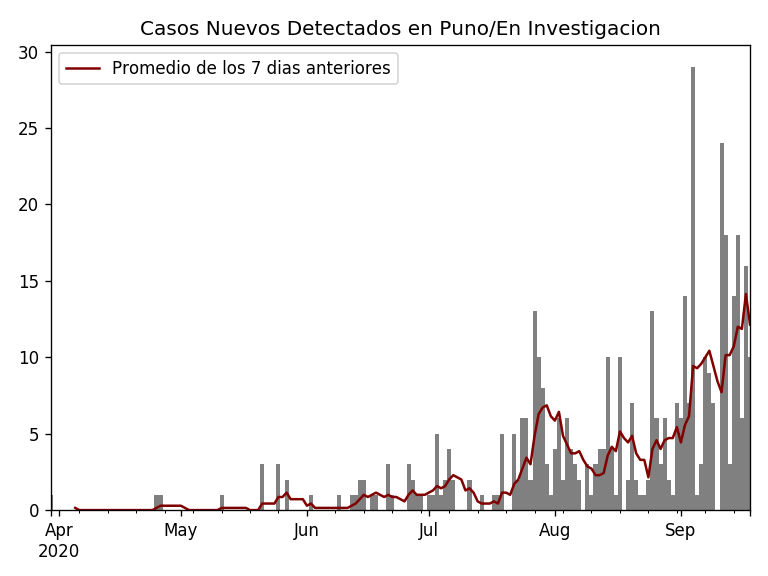 Casos Nuevos Detectados en Puno/En Investigacion
Promedio de los 7 dias anteriores
30
25
20
15
10
5
0
Apr May Jun Jul Aug Sep
2020